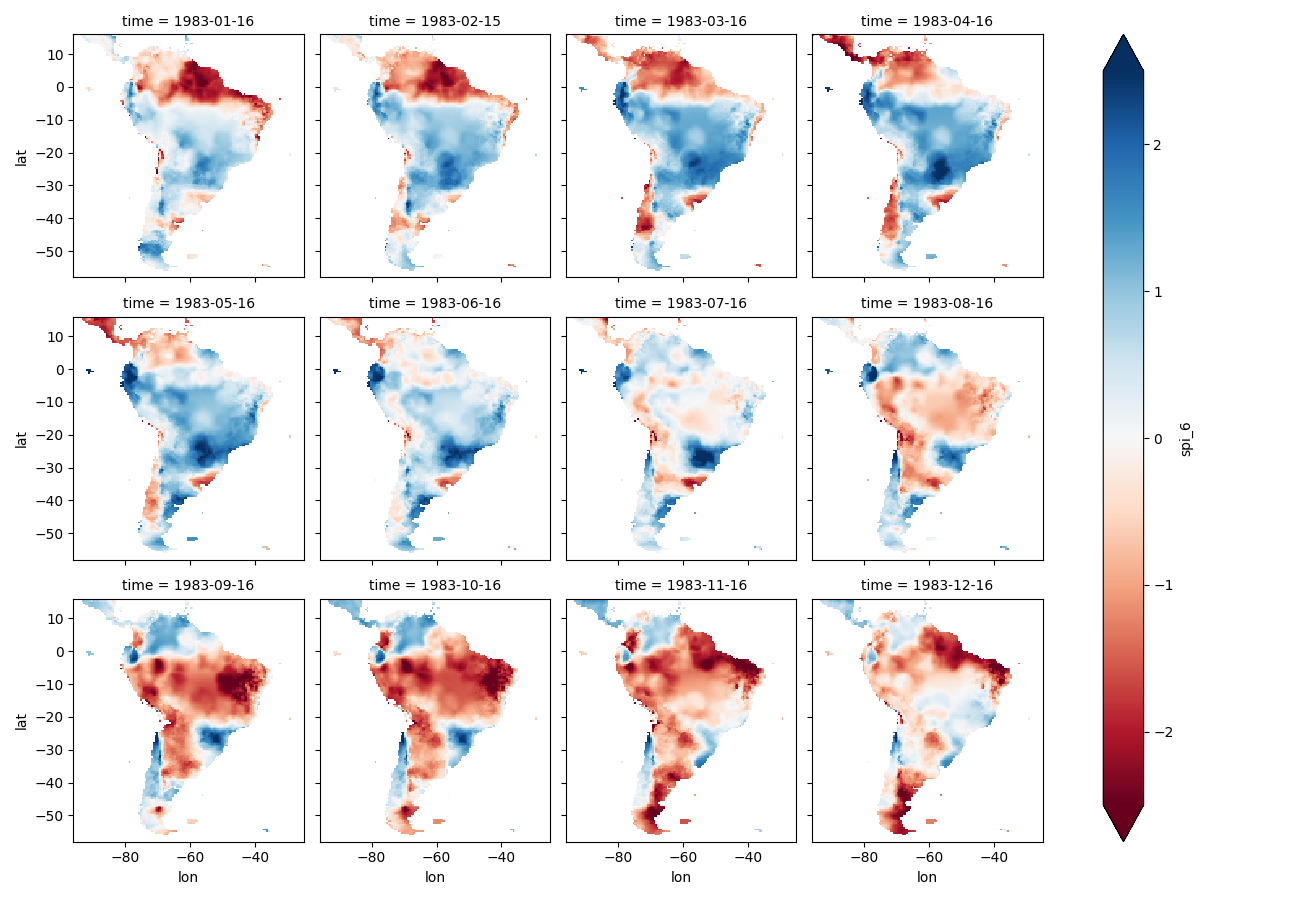 time = 1983-01-16
time = 1983-02-15
time = 1983-03-16
time = 1983-04-16
10
0
−10
−20
−30
−40
−50
lat
time = 1983-05-16
time = 1983-06-16
time = 1983-07-16
time = 1983-08-16
10
0
−10
−20
−30
−40
−50
lat
time = 1983-09-16
time = 1983-10-16
time = 1983-11-16
time = 1983-12-16
10
0
−10
−20
−30
−40
−50
lat
−80
−60
−40
lon
−80
−60
−40
lon
−80
−60
−40
lon
−80
−60
−40
lon
2
1
0
−1
−2
spi_6